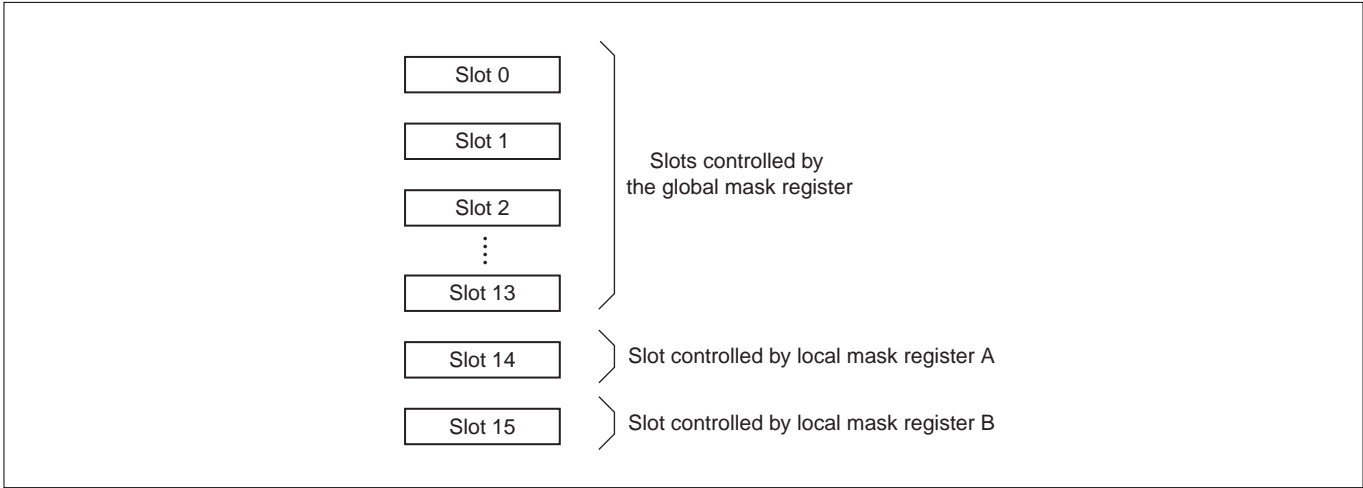 Slot 0
Slot 1
Slots controlled by
the global mask register
Slot 2
Slot 13
Slot 14
Slot controlled by local mask register A
Slot 15
Slot controlled by local mask register B